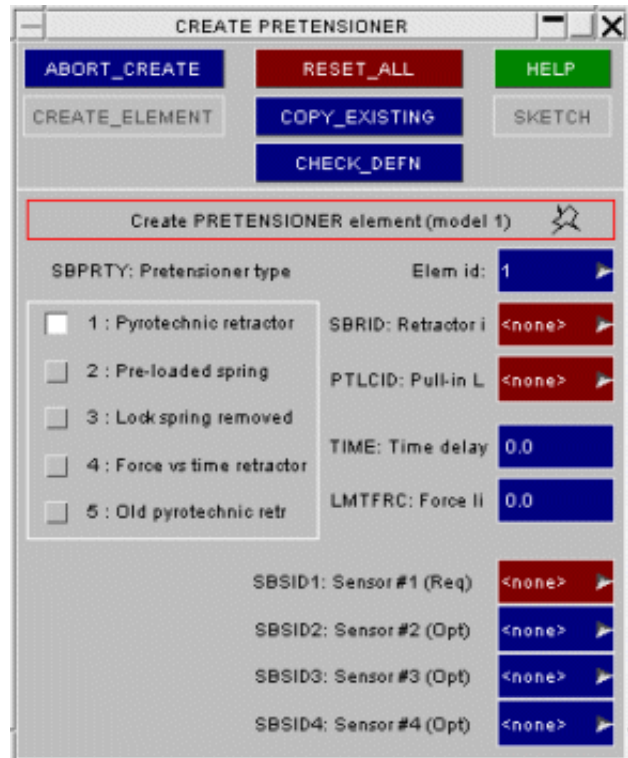 CREATE PRETENSIONER
ABORT_CREATE RESET_ALL HELP
CREATE_ELEMENT COPY_EXISTING SKETCH
CHECK_DEFN
Create PRETENSIONER element (model 1)
SBPRTY: Pretensioner type Elem id: 1
1 : Pyrotechnic retractor SBRID: Retractor i <none>
2 : Pre-loaded spring PTLCID: Pull-in L <none>
3 : Lock spring removed
TIME: Time delay 0.0
4 : Force vs time retractor
LMTFRC: Force li 0.0
5 : Old pyrotechnic retr
SBSID1: Sensor #1 (Req) <none>
SBSID2: Sensor #2 (Opt) <none>
SBSID3: Sensor #3 (Opt) <none>
SBSID4: Sensor #4 (Opt) <none>